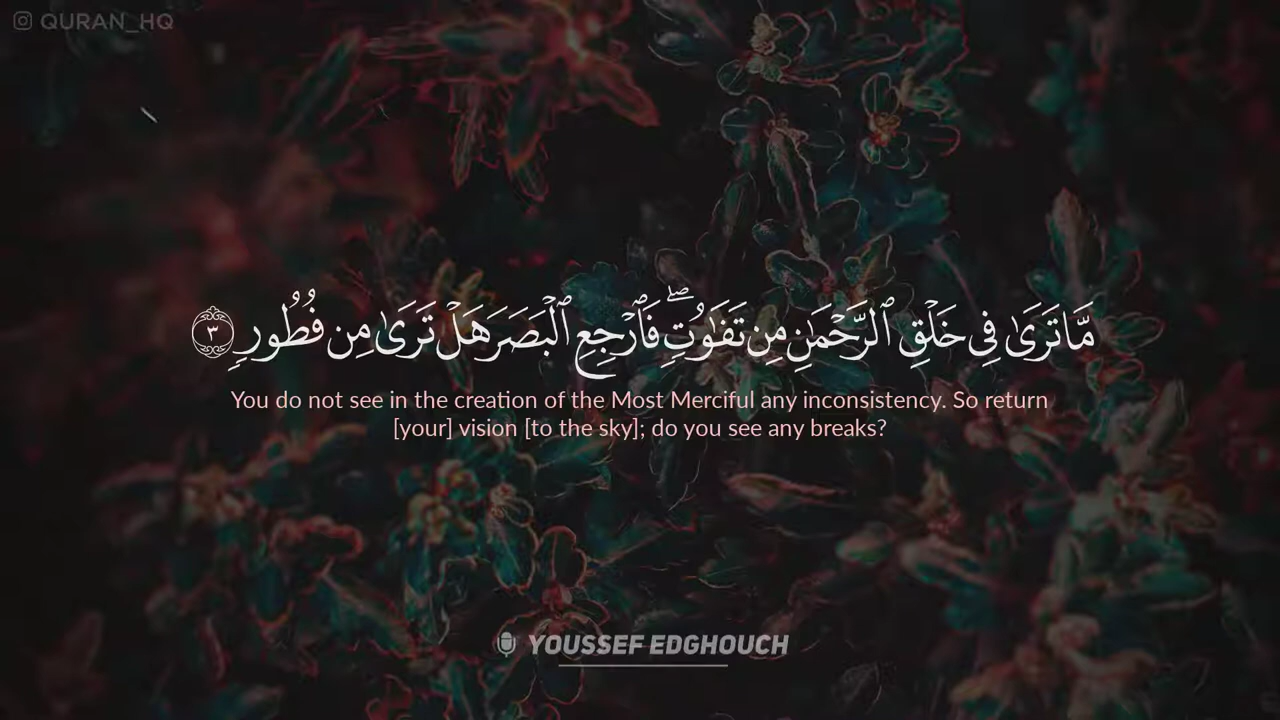 QURAN_HQ
مَّا تَرَىٰ فِى خَلْقِ ٱلرَّحْمَـٰنِ مِن تَفَـٰوُتٍ ۖ فَٱرْجِعِ ٱلْبَصَرَ هَلْ تَرَىٰ مِن فُطُورٍ ٣
You do not see in the creation of the Most Merciful any inconsistency. So return
[your] vision [to the sky]; do you see any breaks?
YOUSSEF EDGHOUCH